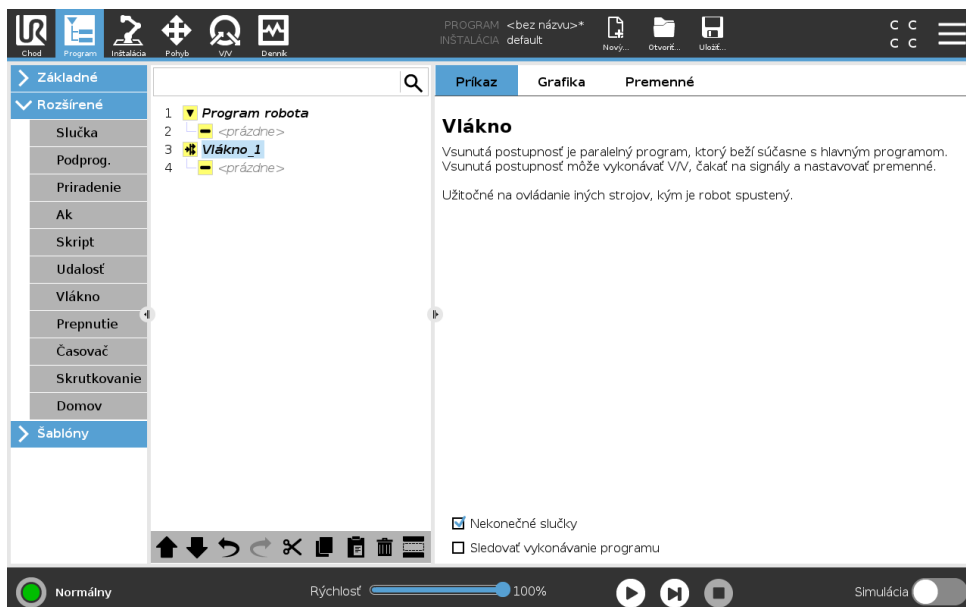 PROGRAM <bez názvu>*
INŠTALÁCIA default
Chod
Program
Inštalácia
Pohyb
V/V
Denník
Nový...
Otvoriť...
Uložiť...
C C
C C
Základné
Rozšírené
Slučka
Podprog.
Priradenie
Ak
Skript
Udalosť
Vlákno
Prepnutie
Časovač
Skrutkovanie
Domov
Šablóny
1 Program robota
2 <prázdne>
3 Vlákno_1
4 <prázdne>
Príkaz Grafika Premenné
Vlákno
Vsunutá postupnosť je paralelný program, ktorý beží súčasne s hlavným programom.
Vsunutá postupnosť môže vykonávať V/V, čakať na signály a nastavovať premenné.
Užitočné na ovládanie iných strojov, kým je robot spustený.
Nekonečné slučky
Sledovať vykonávanie programu
Normálny
Rýchlosť 100%
Simulácia